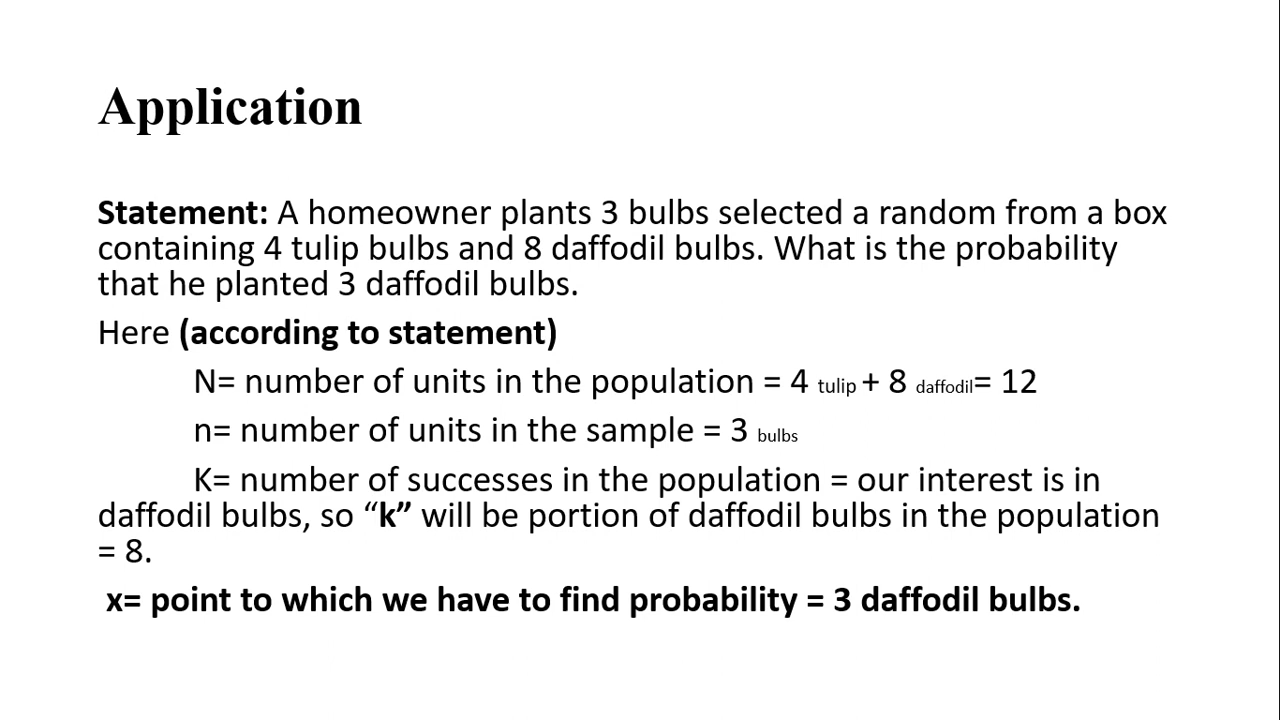 Application
Statement: A homeowner plants 3 bulbs selected a random from a box
containing 4 tulip bulbs and 8 daffodil bulbs. What is the probability
that he planted 3 daffodil bulbs.
Here (according to statement)
N= number of units in the population = 4 tulip + 8 daffodil= 12
n= number of units in the sample = 3 bulbs
K= number of successes in the population = our interest is in
daffodil bulbs, so “k” will be portion of daffodil bulbs in the population
= 8.
x= point to which we have to find probability = 3 daffodil bulbs.